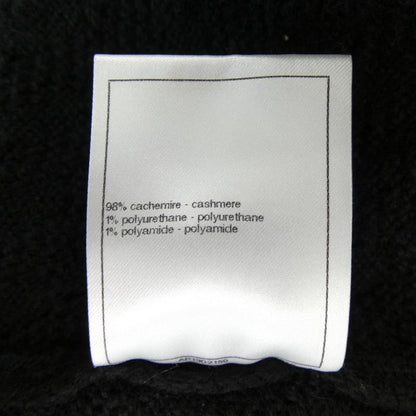 98% cachemire - cashmere
1% polyurethane - polyurethane
1% polyamide - polyamide